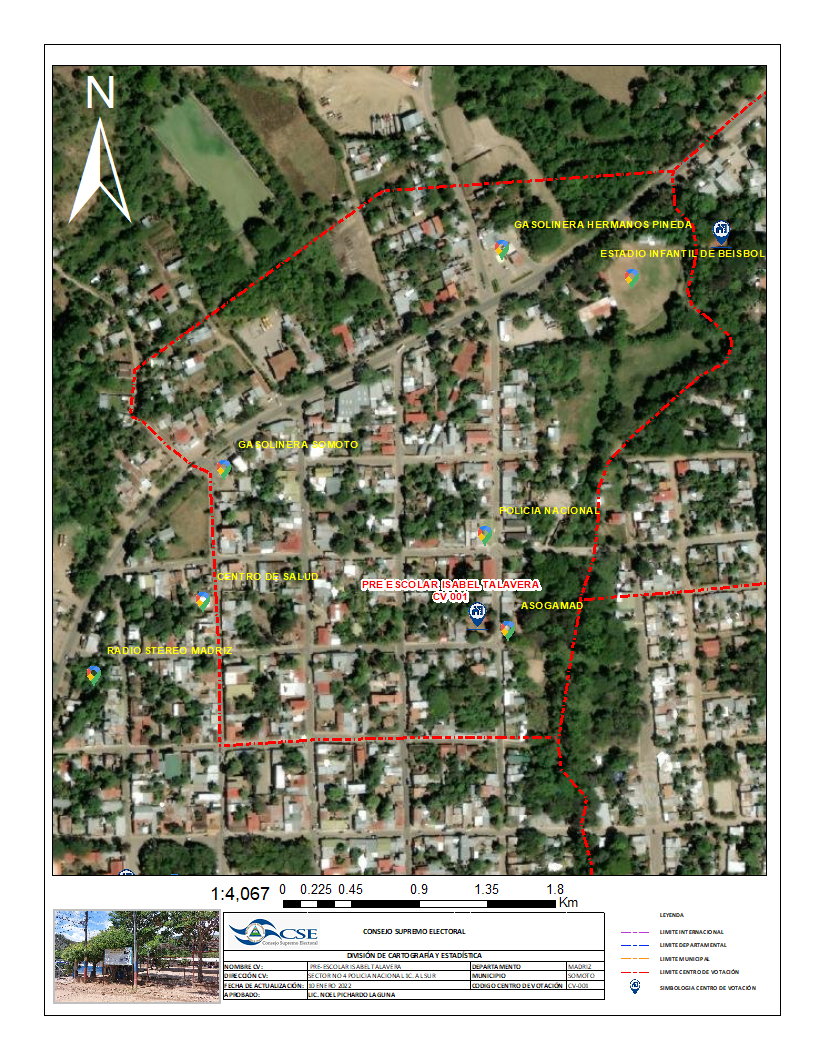 N
GASOLINERA HERMANOS PINEDA
ESTADIO INFANTIL DE BEISBOL
GASOLINERA SOMOTO
POLICIA NACIONAL
CENTRO DE SALUD
PRE ESCOLAR ISABEL TALAVERA
CV 001
ASOGAMAD
RADIO STEREO MADRIZ
1:4,067
0 0.225 0.45 0.9 1.35 1.8
Km
CSE
Consejo Supremo Electoral
CONSEJO SUPREMO ELECTORAL
DIVISIÓN DE CARTOGRAFÍA Y ESTADÍSTICA
NOMBRE CV: PRE-ESCOLAR ISABEL TALAVERA DEPARTAMENTO MADRIZ
DIRECCIÓN CV: SECTOR NO 4 POLICIA NACIONAL 1C. AL SUR MUNICIPIO SOMOTO
FECHA DE ACTUALIZACIÓN: 10 ENERO 2022 CODIGO CENTRO DE VOTACIÓN CV-001
APROBADO: LIC. NOEL PICHARDO LAGUNA
LEYENDA
LIMITE INTERNACIONAL
LIMITE DEPARTAMENTAL
LIMITE MUNICIPAL
LIMITE CENTRO DE VOTACIÓN
SIMBOLOGIA CENTRO DE VOTACIÓN